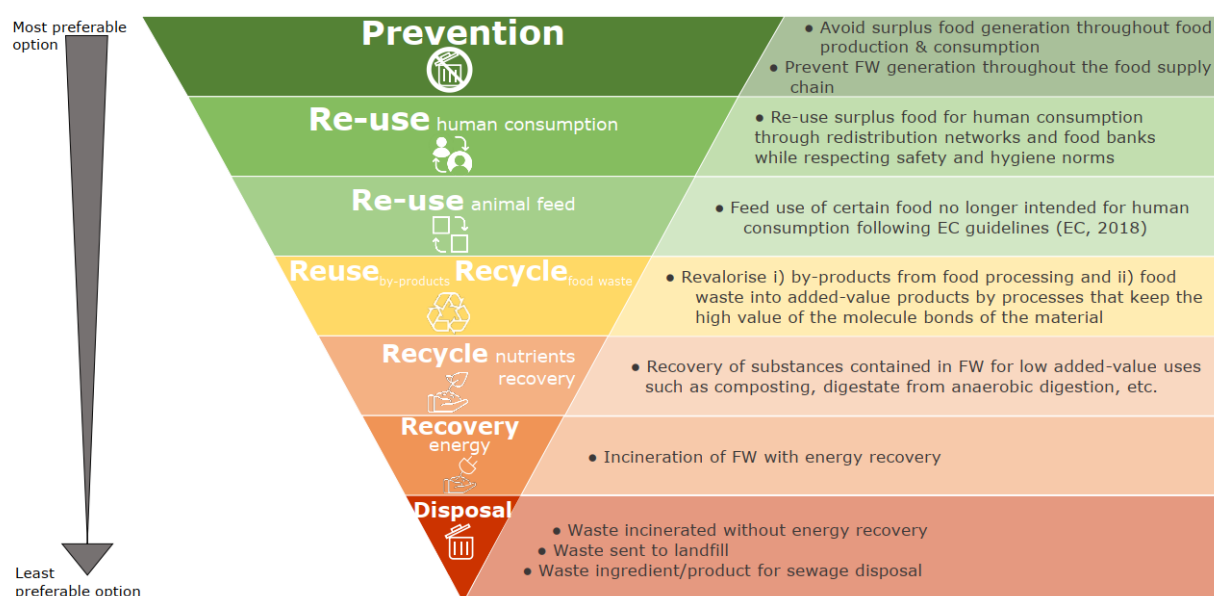 Most preferable
option
Prevention
● Avoid surplus food generation throughout food
production & consumption
● Prevent FW generation throughout the food supply
chain
Re-use human consumption
● Re-use surplus food for human consumption
through redistribution networks and food banks
while respecting safety and hygiene norms
Re-use animal feed
● Feed use of certain food no longer intended for human
consumption following EC guidelines (EC, 2018)
Reuse by-products Recycle food waste
● Revalorise i) by-products from food processing and ii) food
waste into added-value products by processes that keep the
high value of the molecule bonds of the material
Recycle nutrients
recovery
● Recovery of substances contained in FW for low added-value uses
such as composting, digestate from anaerobic digestion, etc.
Recovery
energy
● Incineration of FW with energy recovery
Disposal
● Waste incinerated without energy recovery
● Waste sent to landfill
● Waste ingredient/product for sewage disposal
Least
preferable option